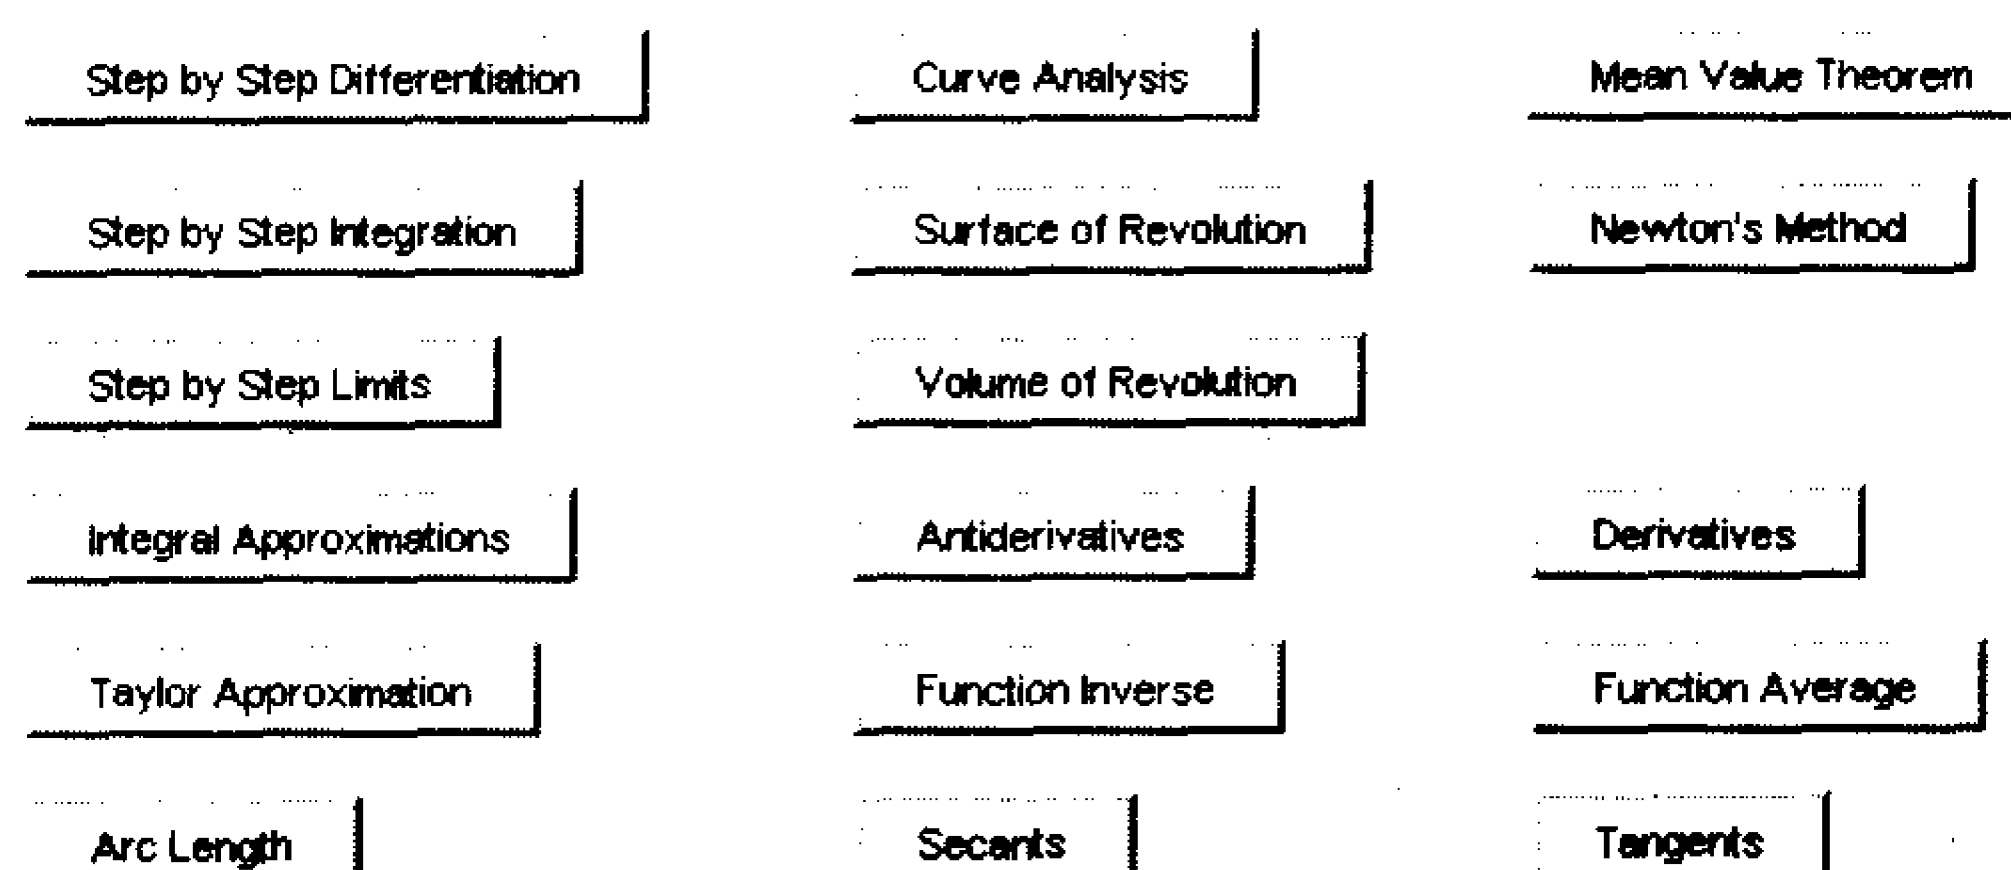 Step by Step Differentiation
Curve Analysis
Mean Value Theorem
Step by Step Integration
Surface of Revolution
Newton's Method
Step by Step Limits
Volume of Revolution
Integral Approximations
Antiderivatives
Derivatives
Taylor Approximation
Function Inverse
Function Average
Arc Length
Secants
Tangents